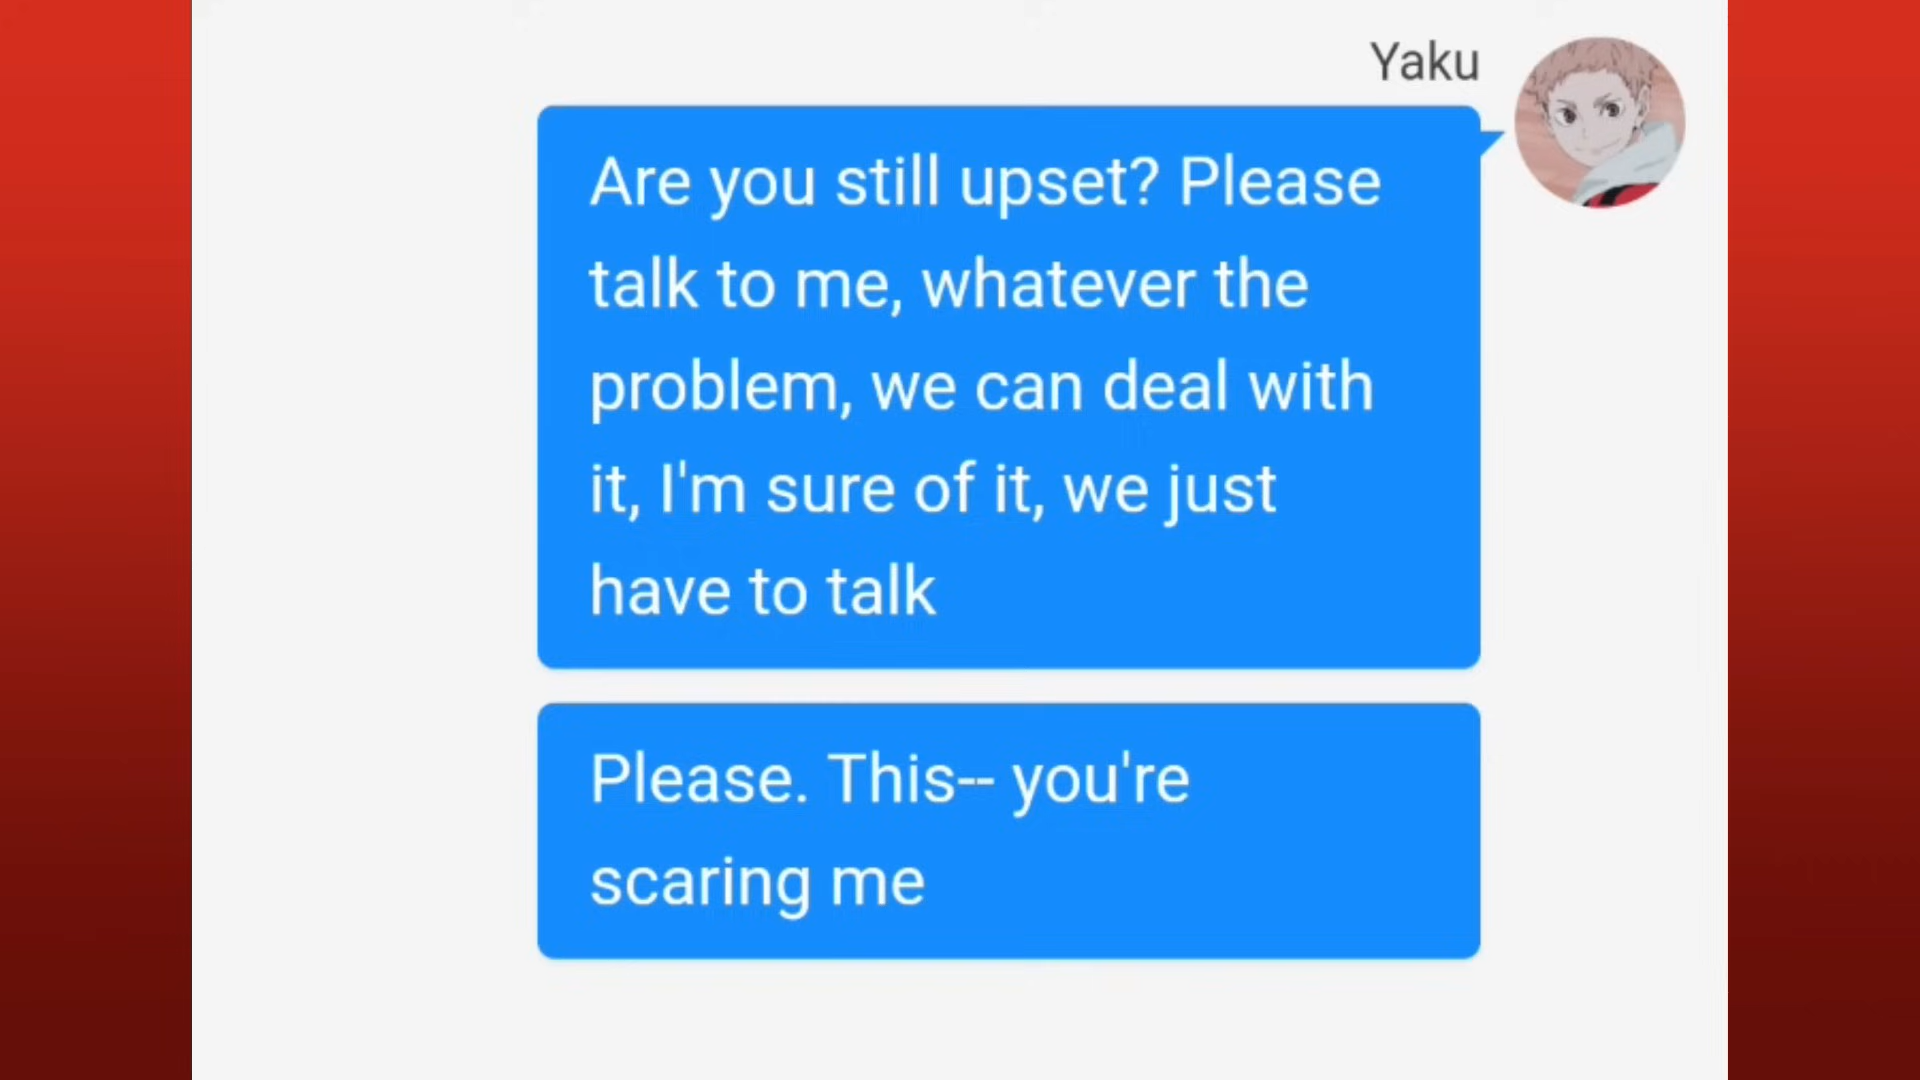 Yaku
Are you still upset? Please
talk to me, whatever the
problem, we can deal with
it, I'm sure of it, we just
have to talk
Please. This-- you're
scaring me